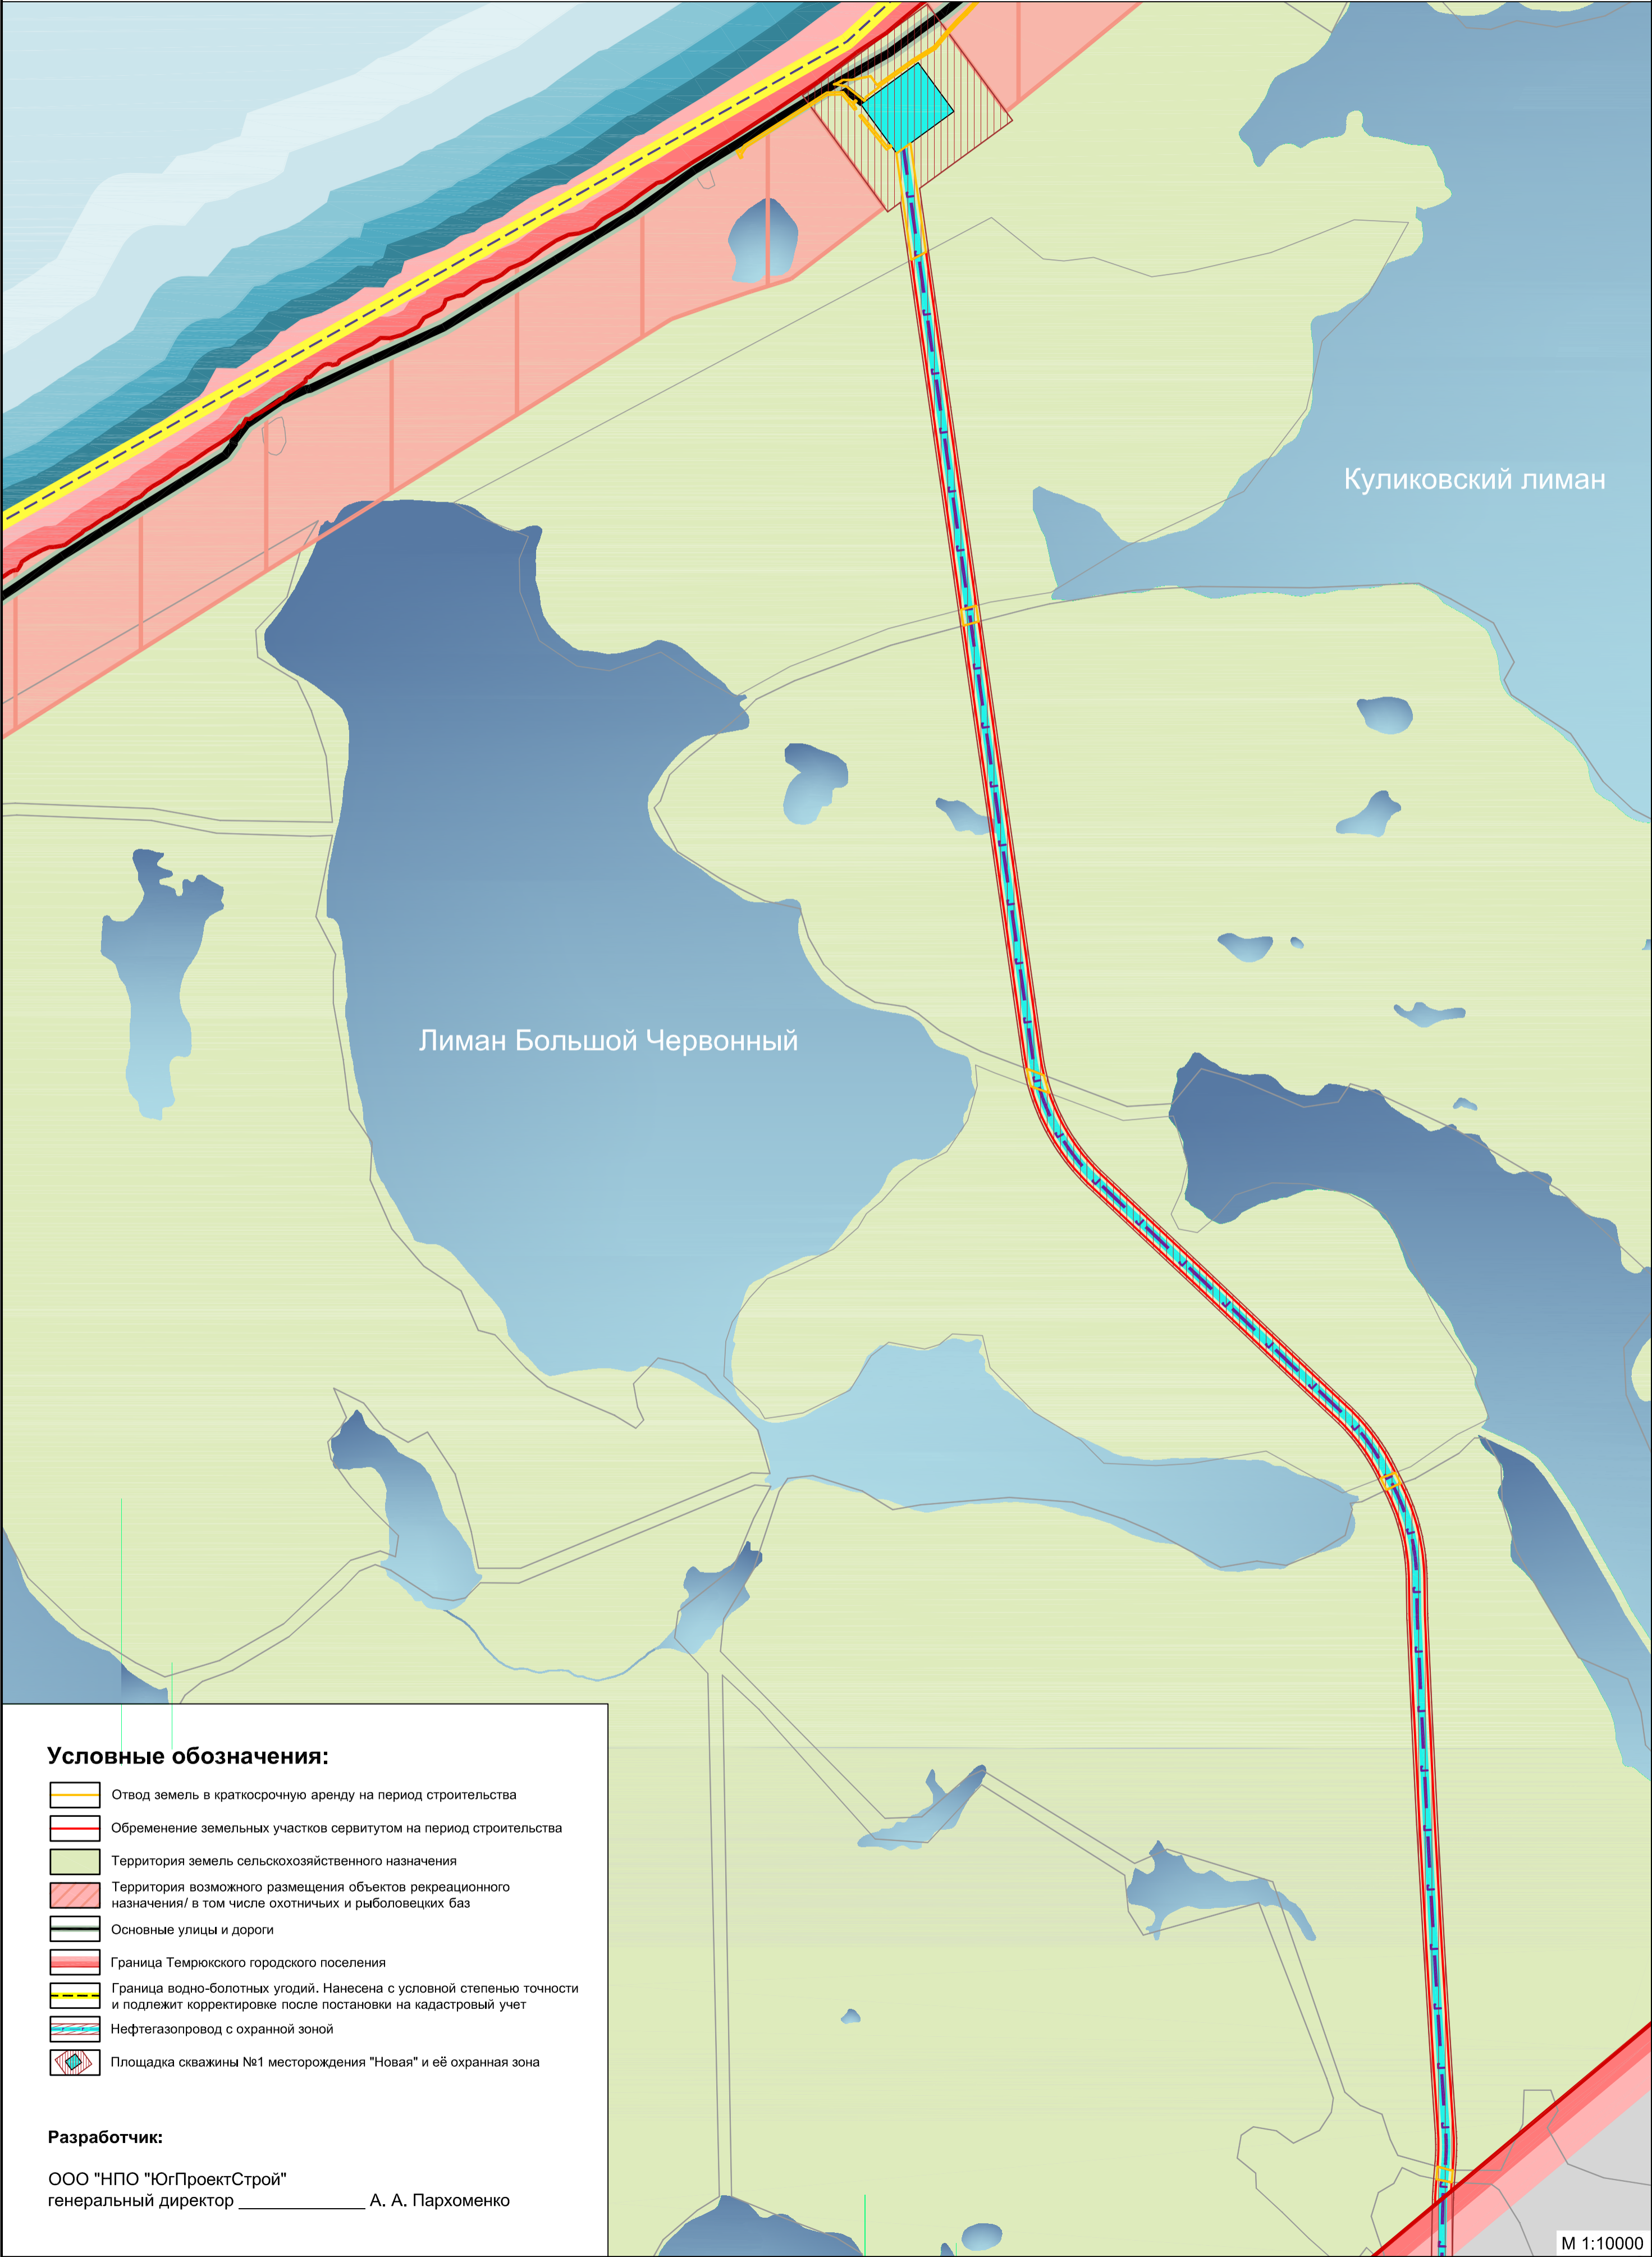 Куликовский лиман
Лиман Большой Червонный
Условные обозначения:
Отвод земель в краткосрочную аренду на период строительства
Обременение земельных участков сервитутом на период строительства
Территория земель сельскохозяйственного назначения
Территория возможного размещения объектов рекреационного
назначения/ в том числе охотничьих и рыболовецких баз
Основные улицы и дороги
Граница Темрюкского городского поселения
Граница водно-болотных угодий. Нанесена с условной степенью точности
и подлежит корректировке после постановки на кадастровый учет
Нефтегазопровод с охранной зоной
Площадка скважины №1 месторождения "Новая" и её охранная зона
Разработчик:
ООО "НПО "ЮгПроектСтрой"
генеральный директор _____________ А. А. Пархоменко
М 1:10000